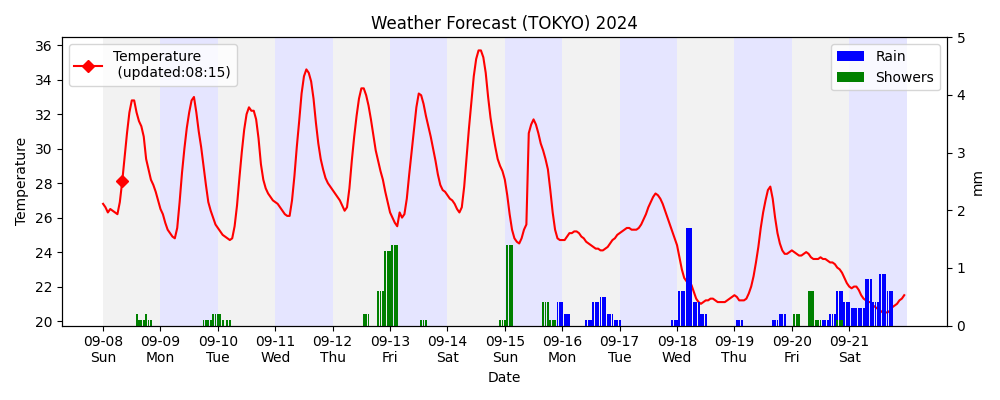 Weather Forecast (TOKYO) 2024
Temperature
(updated:08:15)
Rain
Showers
Temperature
36
34
32
30
28
26
24
22
20
5
4
3
2
1
0
mm
09-08 09-09 09-10 09-11 09-12 09-13 09-14 09-15 09-16 09-17 09-18 09-19 09-20 09-21
Sun Mon Tue Wed Thu Fri Sat Sun Mon Tue Wed Thu Fri Sat
Date